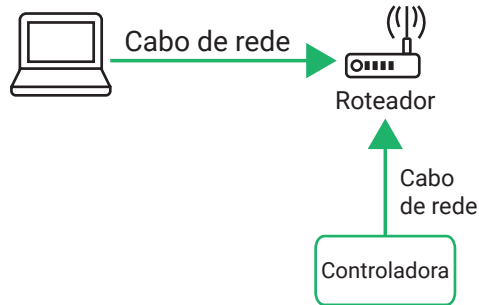 Cabo de rede
Roteador
Cabo
de rede
Controladora